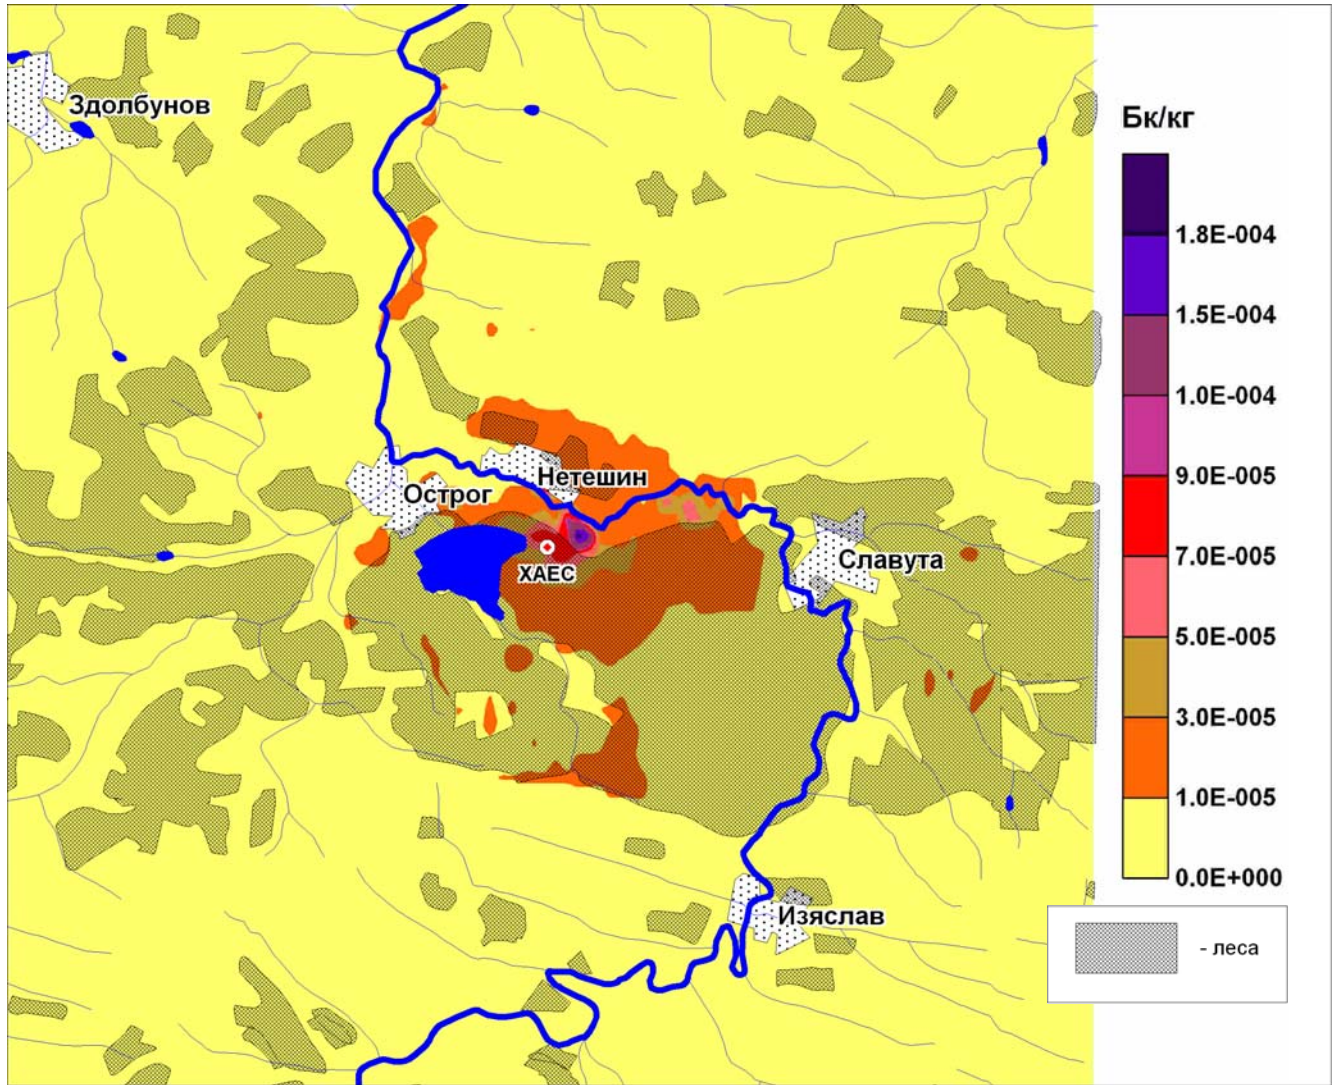 Здолбунов
Бк/кг
1.8E-004
1.5E-004
1.0E-004
9.0E-005
7.0E-005
5.0E-005
3.0E-005
1.0E-005
0.0E+000
Нетешин
Острог
ХАЕС
Славута
Изяслав
- леса